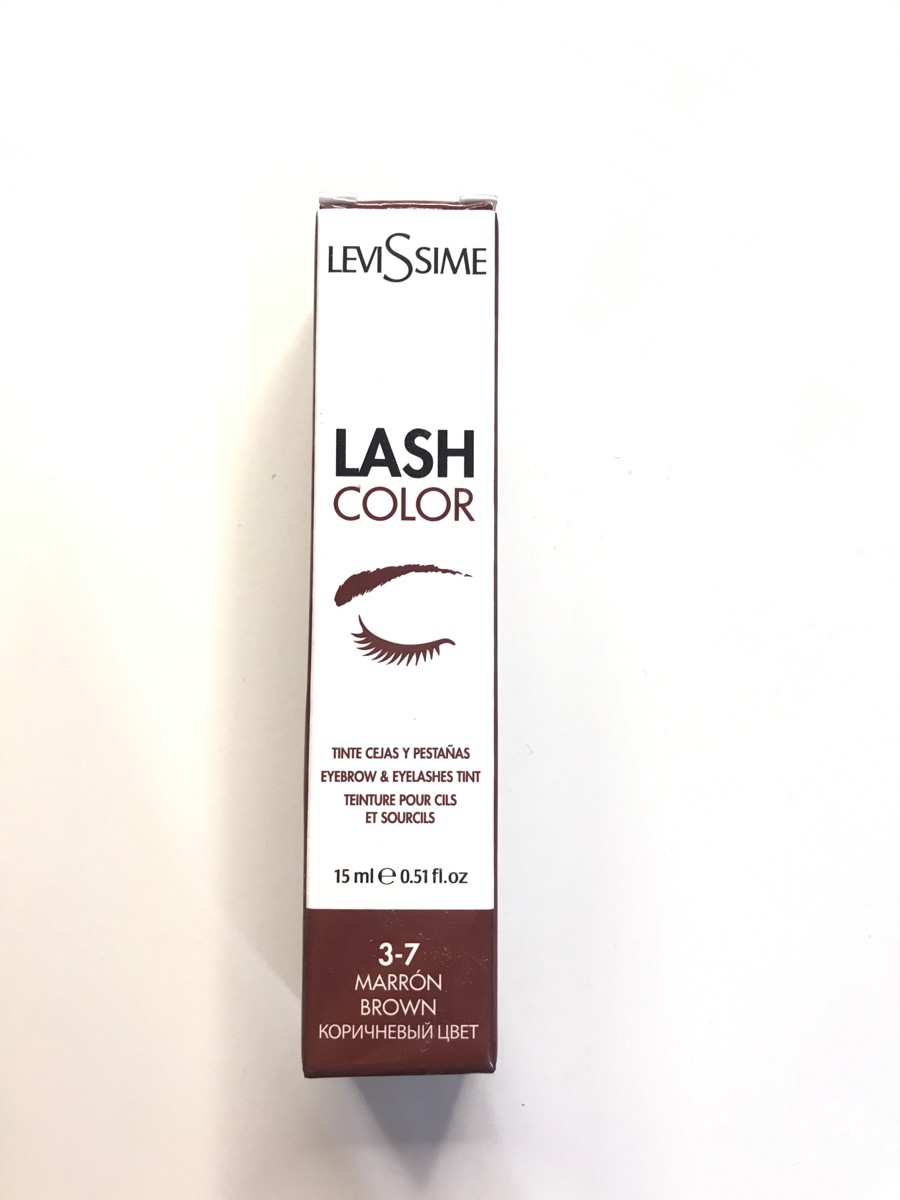 LEVISSIME
LASH
COLOR
TINTE CEJAS Y PESTAÑAS
EYEBROW & EYELASHES TINT
TEINTURE POUR CILS
ET SOURCILS
15 ml ℮ 0.51 fl.oz
3-7
MARRÓN
BROWN
КОРИЧНЕВЫЙ ЦВЕТ